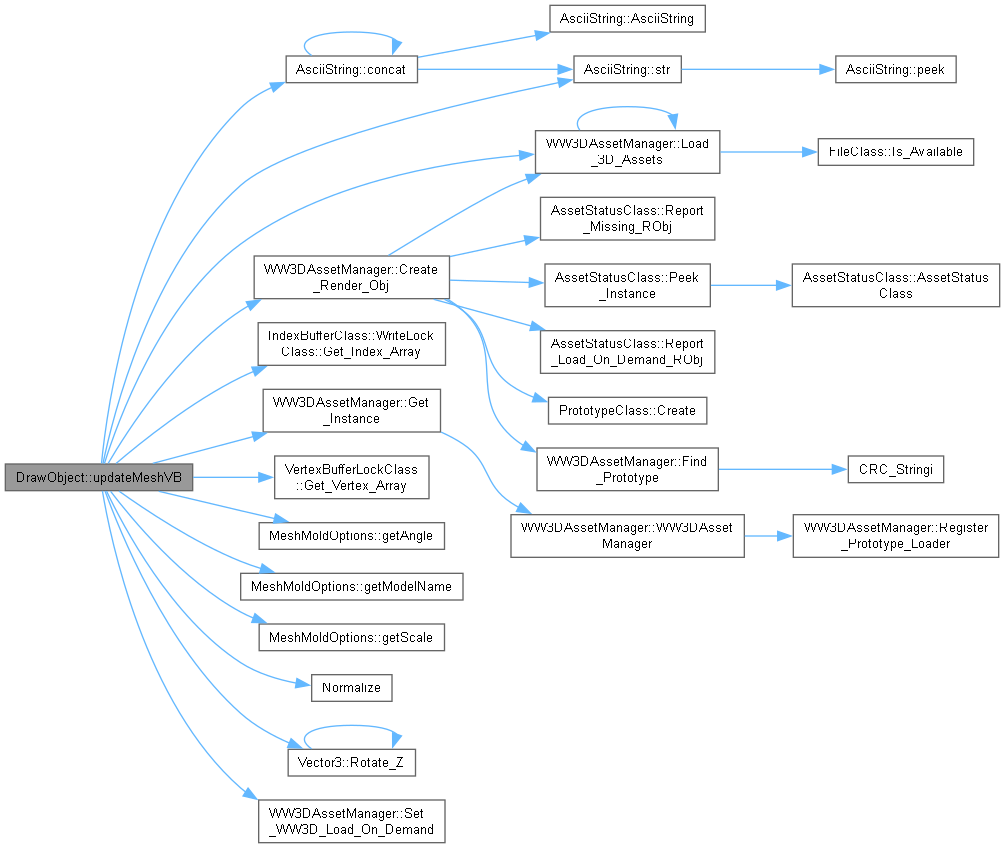 AsciiString::AsciiString
AsciiString::concat
AsciiString::str
AsciiString::peek
WW3DAssetManager::Load
_3D_Assets
FileClass::Is_Available
AssetStatusClass::Report
_Missing_RObj
WW3DAssetManager::Create
_Render_Obj
AssetStatusClass::Peek
_Instance
AssetStatusClass::AssetStatus
Class
IndexBufferClass::WriteLock
Class::Get_Index_Array
AssetStatusClass::Report
_Load_On_Demand_RObj
WW3DAssetManager::Get
_Instance
PrototypeClass::Create
DrawObject::updateMeshVB
VertexBufferLockClass
::Get_Vertex_Array
WW3DAssetManager::Find
_Prototype
CRC_Stringi
MeshMoldOptions::getAngle
WW3DAssetManager::WW3DAsset
Manager
WW3DAssetManager::Register
_Prototype_Loader
MeshMoldOptions::getModelName
MeshMoldOptions::getScale
Normalize
Vector3::Rotate_Z
WW3DAssetManager::Set
_WW3D_Load_On_Demand